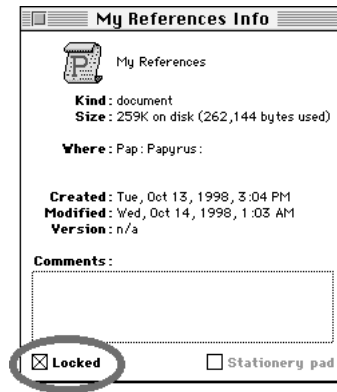 My References Info
My References
Kind: document
Size: 259K on disk (262,144 bytes used)
Where: Pap: Papyrus:
Created: Tue, Oct 13, 1998, 3:04 PM
Modified: Wed, Oct 14, 1998, 1:03 AM
Version: n/a
Comments:
Locked Stationery pad